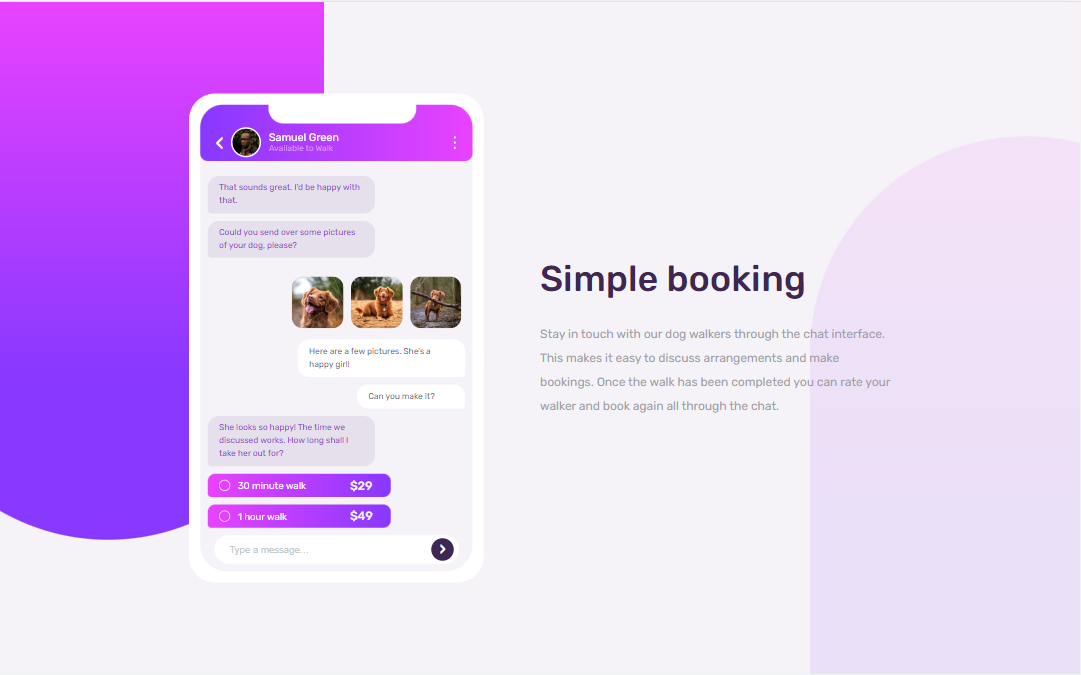 Samuel Green
Available to Walk
That sounds great. I'd be happy with
that.
Could you send over some pictures
of your dog, please?
Here are a few pictures. She's a
happy girl!
Can you make it?
She looks so happy! The time we
discussed works. How long shall I
take her out for?
30 minute walk $29
1 hour walk $49
Type a message…
Simple booking
Stay in touch with our dog walkers through the chat interface.
This makes it easy to discuss arrangements and make
bookings. Once the walk has been completed you can rate your
walker and book again all through the chat.